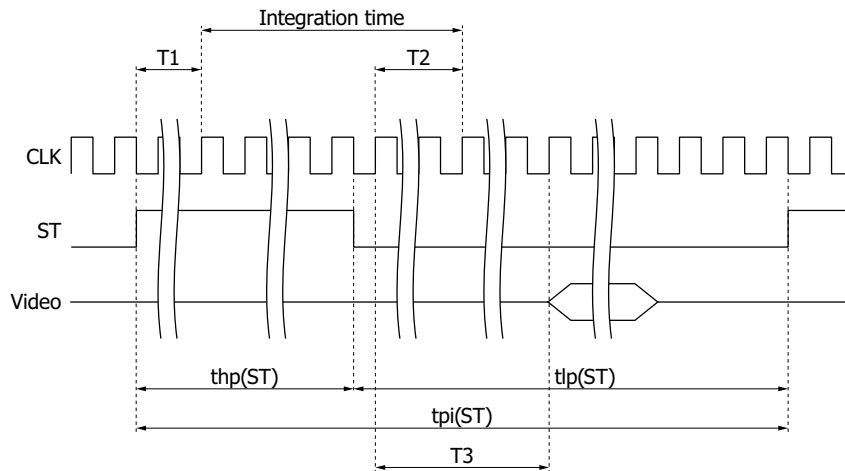 Integration time
T1
T2
CLK
ST
Video
thp(ST)
tlp(ST)
tpi(ST)
T3